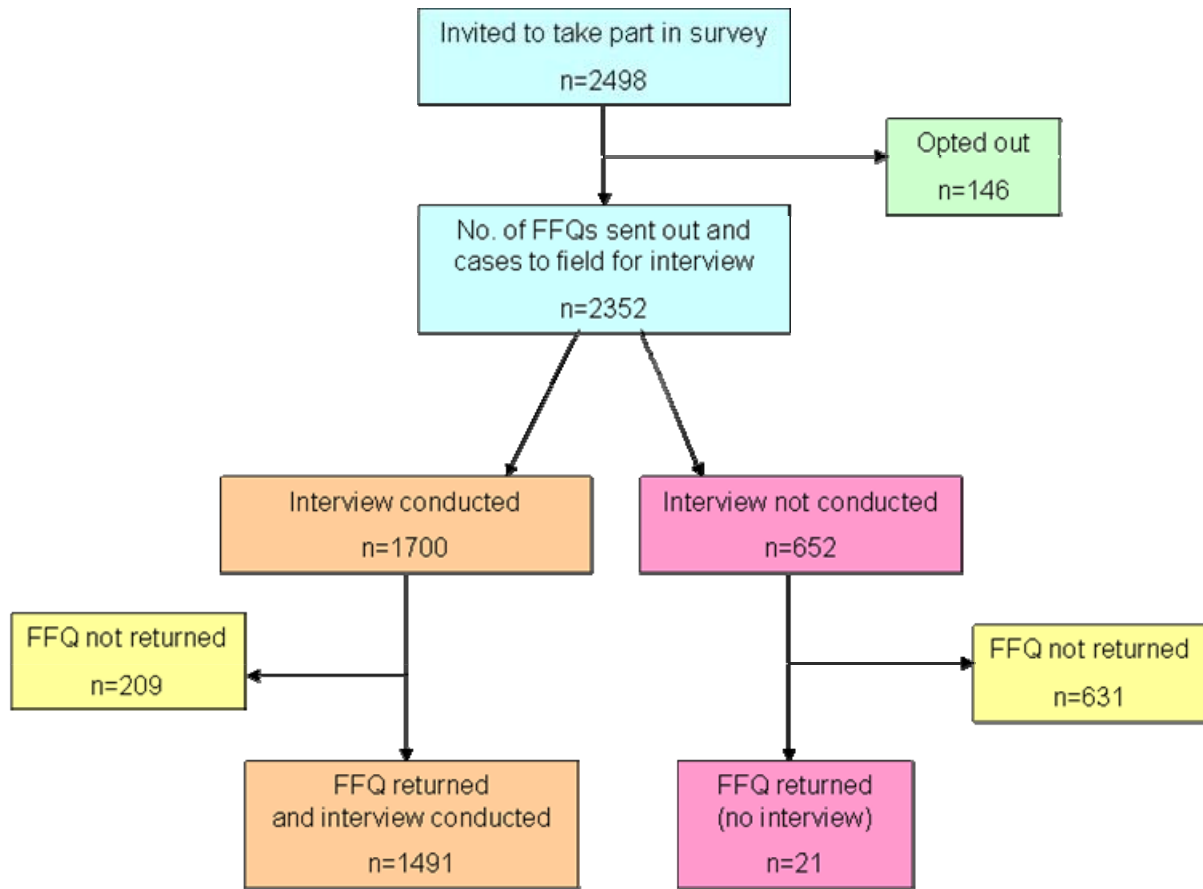 Invited to take part in survey
n=2498
Opted out
n=146
No. of FFQs sent out and
cases to field for interview
n=2352
Interview conducted
n=1700
Interview not conducted
n=652
FFQ not returned
n=209
FFQ not returned
n=631
FFQ returned
and interview conducted
n=1491
FFQ returned
(no interview)
n=21